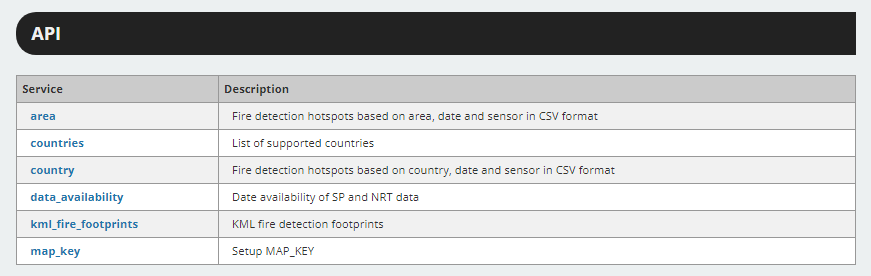 API
Service Description
area Fire detection hotspots based on area, date and sensor in CSV format
countries List of supported countries
country Fire detection hotspots based on country, date and sensor in CSV format
data_availability Date availability of SP and NRT data
kml_fire_footprints KML fire detection footprints
map_key Setup MAP_KEY